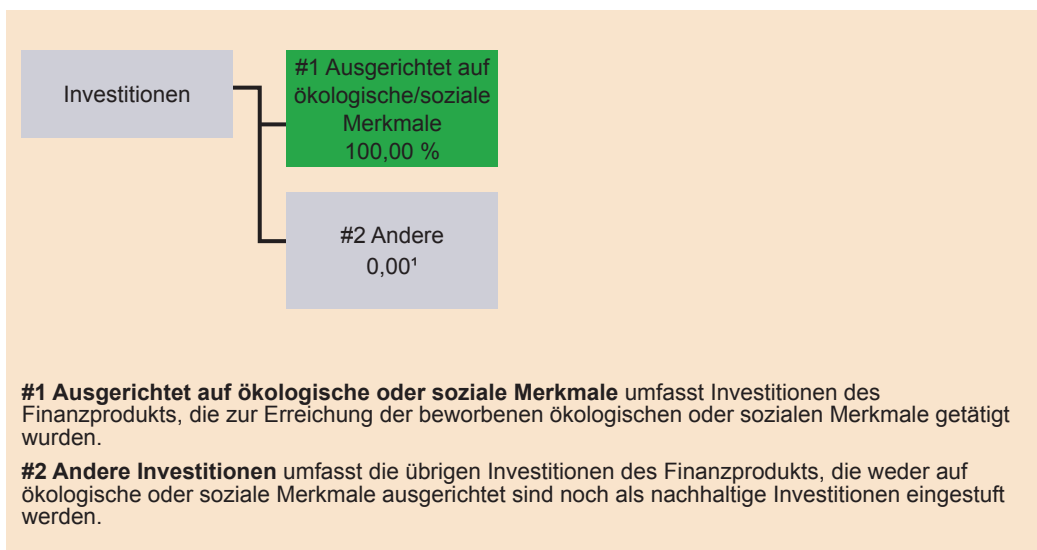 Investitionen
#1 Ausgerichtet auf
ökologische/soziale
Merkmale
100,00 %
#2 Andere
0,00¹
#1 Ausgerichtet auf ökologische oder soziale Merkmale umfasst Investitionen des
Finanzprodukts, die zur Erreichung der beworbenen ökologischen oder sozialen Merkmale getätigt
wurden.
#2 Andere Investitionen umfasst die übrigen Investitionen des Finanzprodukts, die weder auf
ökologische oder soziale Merkmale ausgerichtet sind noch als nachhaltige Investitionen eingestuft
werden.